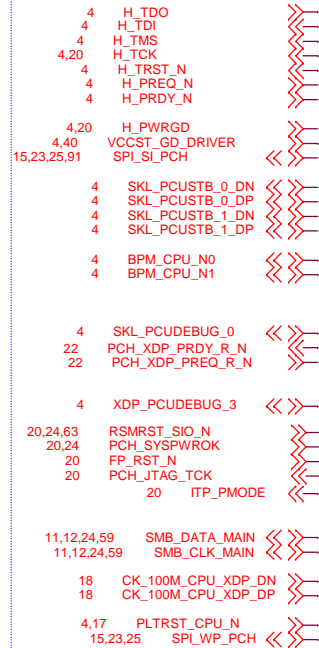 4 H_TDO
4 H_TDI
4 H_TMS
4,20 H_TCK
4 H_TRST_N
4 H_PREQ_N
4 H_PRDY_N
4,20 H_PWRGD
4,40 VCCST_GD_DRIVER
15,23,25,91 SPI_SI_PCH
4 SKL_PCUSTB_0_DN
4 SKL_PCUSTB_0_DP
4 SKL_PCUSTB_1_DN
4 SKL_PCUSTB_1_DP
4 BPM_CPU_N0
4 BPM_CPU_N1
4 SKL_PCUDEBUG_0
22 PCH_XDP_PRDY_R_N
22 PCH_XDP_PREQ_R_N
4 XDP_PCUDEBUG_3
20,24,63 RSMRST_SIO_N
20,24 PCH_SYSPWROK
20 FP_RST_N
20 PCH_JTAG_TCK
20 ITP_PMODE
11,12,24,59 SMB_DATA_MAIN
11,12,24,59 SMB_CLK_MAIN
18 CK_100M_CPU_XDP_DN
18 CK_100M_CPU_XDP_DP
4,17 PLTRST_CPU_N
15,23,25 SPI_WP_PCH